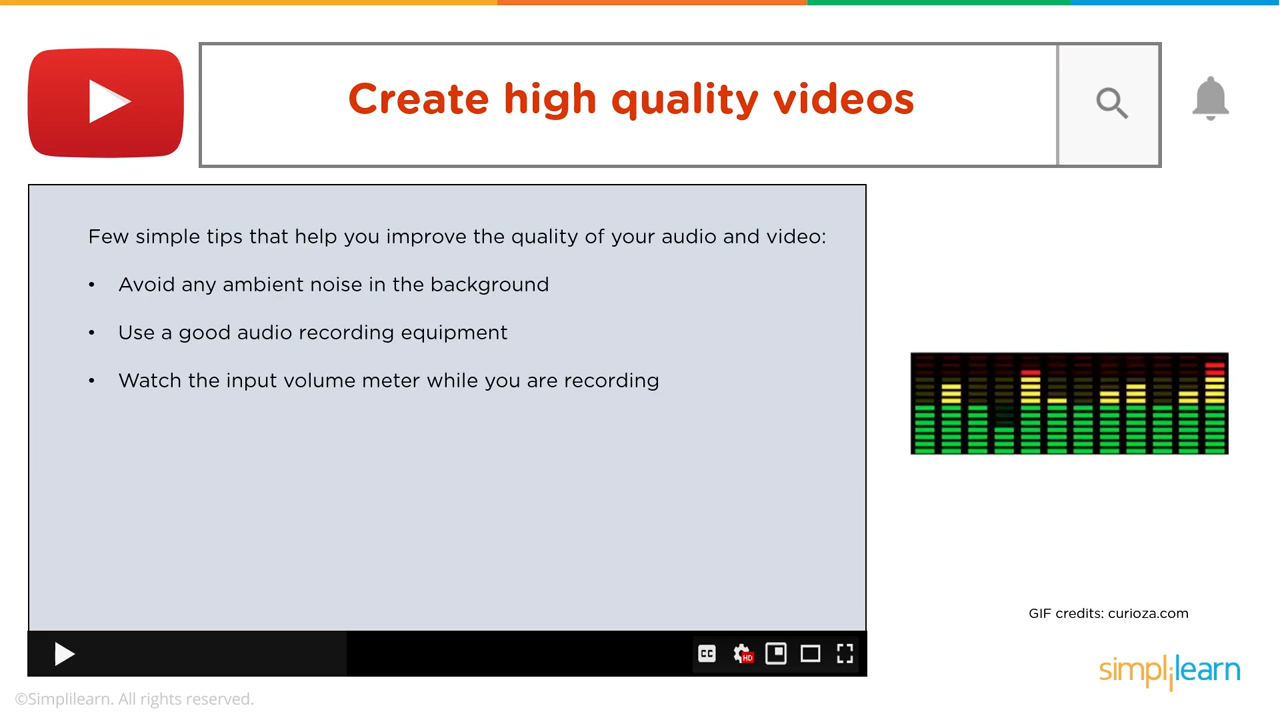 Create high quality videos
Few simple tips that help you improve the quality of your audio and video:
• Avoid any ambient noise in the background
• Use a good audio recording equipment
• Watch the input volume meter while you are recording
GIF credits: curioza.com
CC
HD
simplilearn
©Simplilearn. All rights reserved.